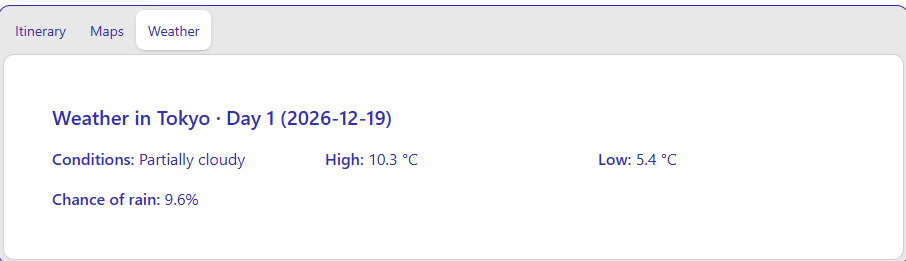 Itinerary Maps Weather
Weather in Tokyo · Day 1 (2026-12-19)
Conditions: Partially cloudy High: 10.3 °C Low: 5.4 °C
Chance of rain: 9.6%